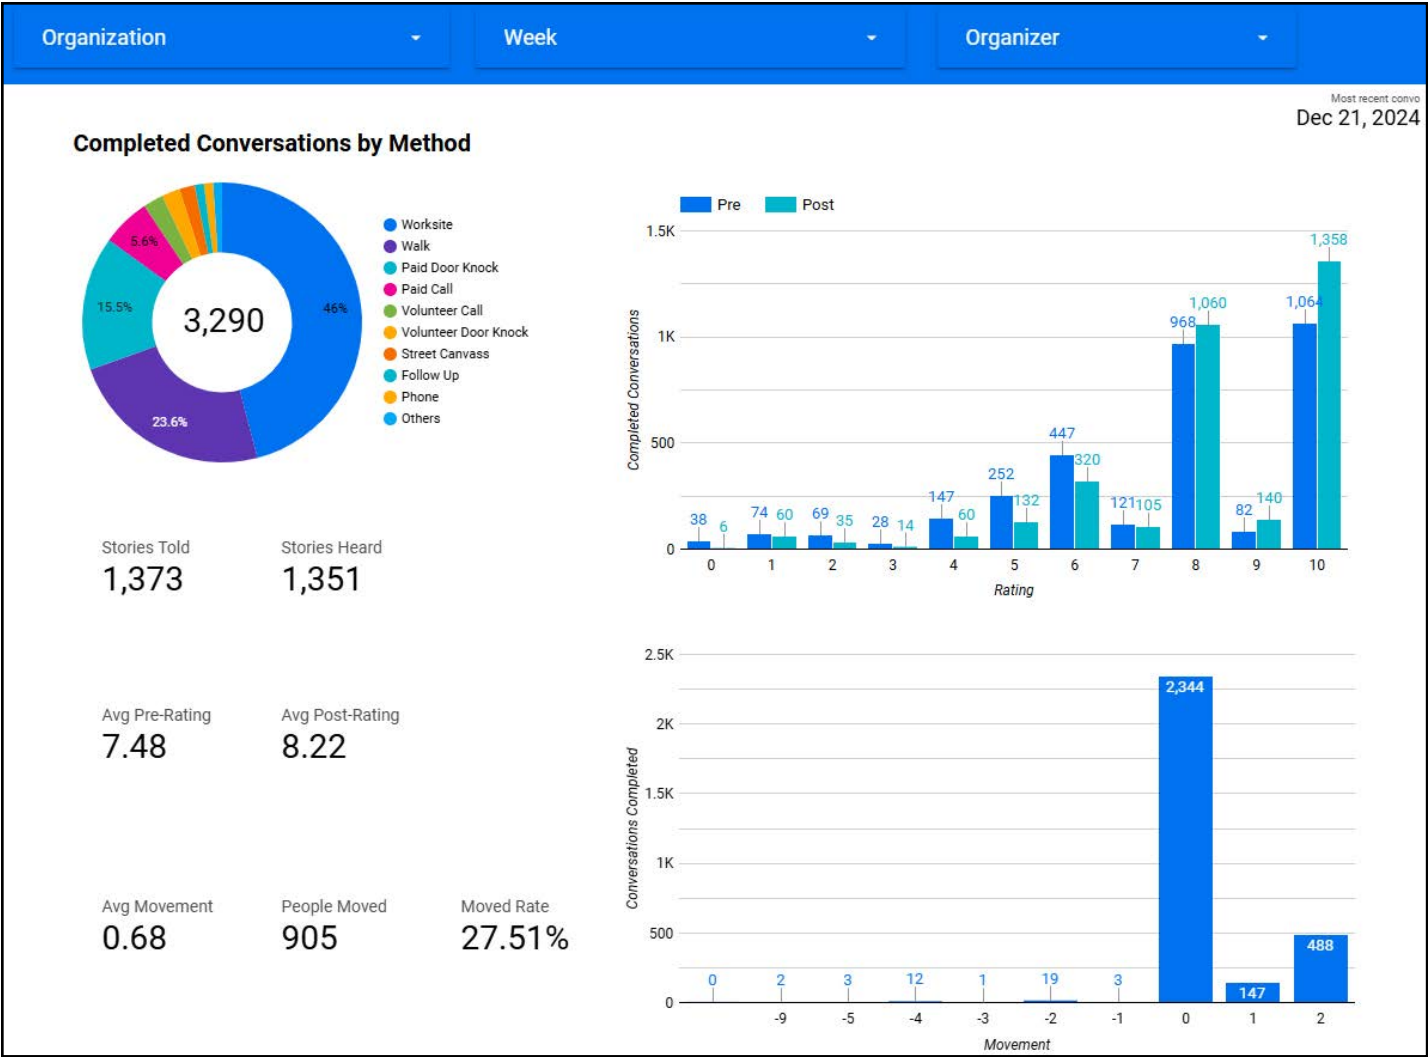 Organization
Week
Organizer
Most recent convo
Dec 21, 2024
Completed Conversations by Method
Worksite
Walk
Paid Door Knock
Paid Call
Volunteer Call
Volunteer Door Knock
Street Canvass
Follow Up
Phone
Others
5.6%
15.5%
46%
23.6%
3,290
Pre
Post
Completed Conversations
1.5K
1K
500
0
38
6
74
60
69
35
28
14
147
60
252
132
447
320
121
105
968
1,060
82
140
1,064
1,358
0 1 2 3 4 5 6 7 8 9 10
Rating
Stories Told
1,373
Stories Heard
1,351
Avg Pre-Rating
7.48
Avg Post-Rating
8.22
Avg Movement
0.68
People Moved
905
Moved Rate
27.51%
Conversations Completed
2.5K
2K
1.5K
1K
500
0
0
2
3
12
1
19
3
2,344
147
488
-9 -5 -4 -3 -2 -1 0 1 2
Movement